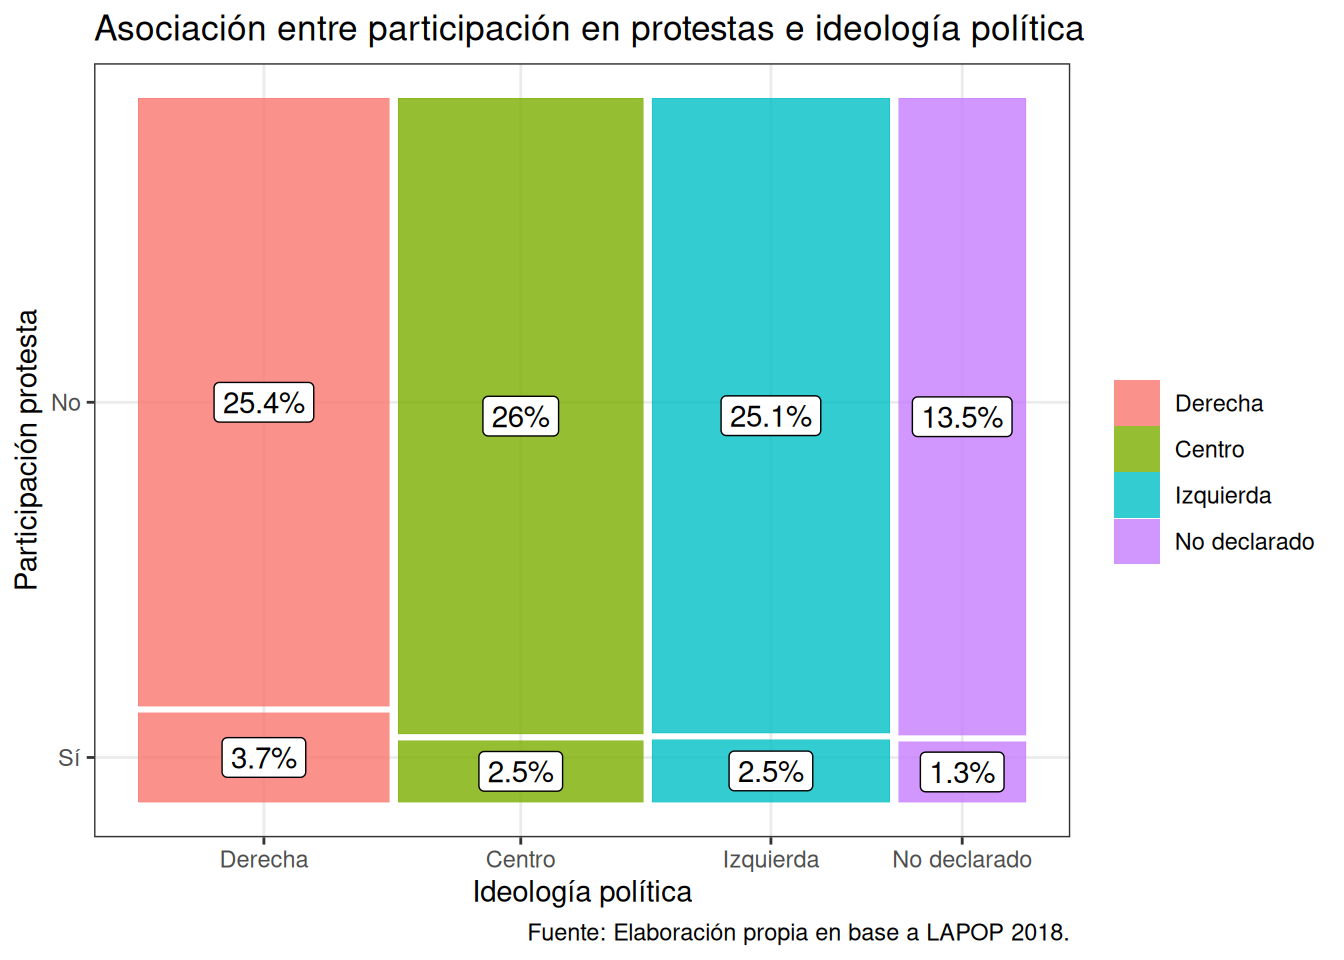 Asociación entre participación en protestas e ideología política
Participación protesta
No
Sí
25.4%
26%
25.1%
13.5%
3.7%
2.5%
2.5%
1.3%
Derecha
Centro
Izquierda
No declarado
Ideología política
Derecha
Centro
Izquierda
No declarado
Fuente: Elaboración propia en base a LAPOP 2018.